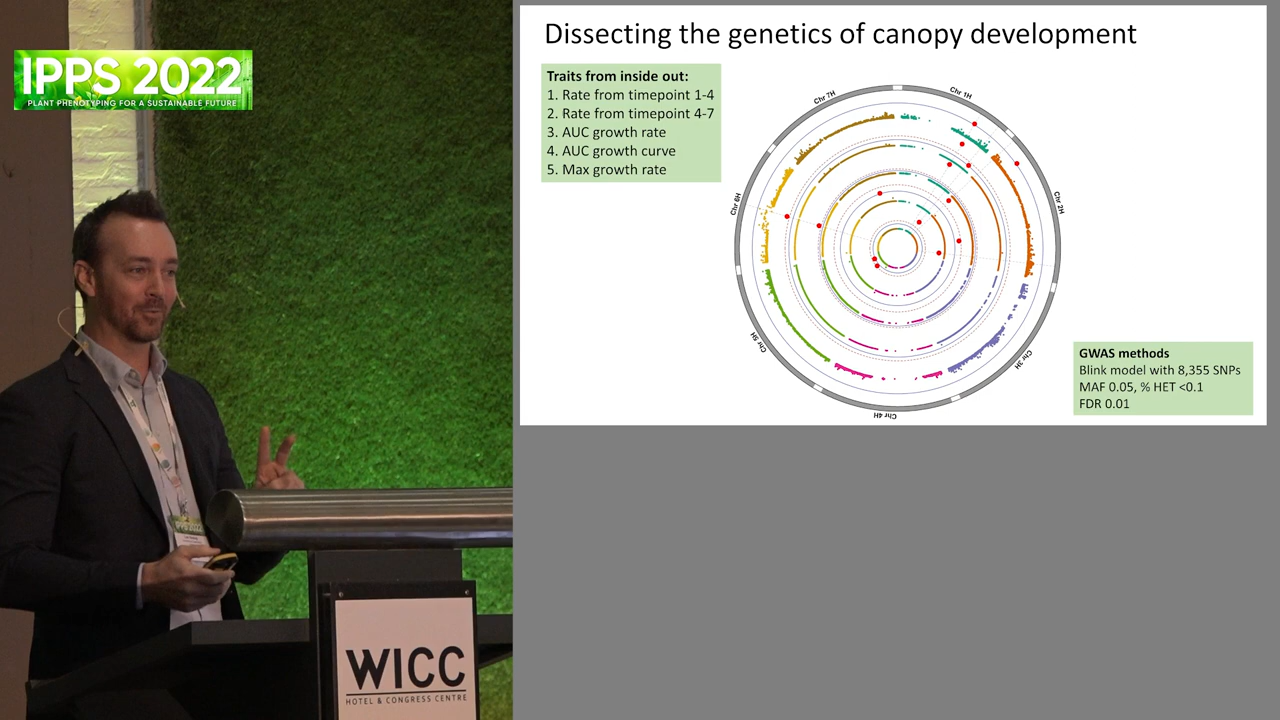 IPPS 2022
PLANT PHENOTYPING FOR A SUSTAINABLE FUTURE
IPPS 2022
WICC
HOTEL & CONGRESS CENTRE
Dissecting the genetics of canopy development
Traits from inside out:
1. Rate from timepoint 1-4
2. Rate from timepoint 4-7
3. AUC growth rate
4. AUC growth curve
5. Max growth rate
Chr 1H
Chr 2H
Chr 3H
Chr 4H
Chr 5H
Chr 6H
Chr 7H
GWAS methods
Blink model with 8,355 SNPs
MAF 0.05, % HET <0.1
FDR 0.01